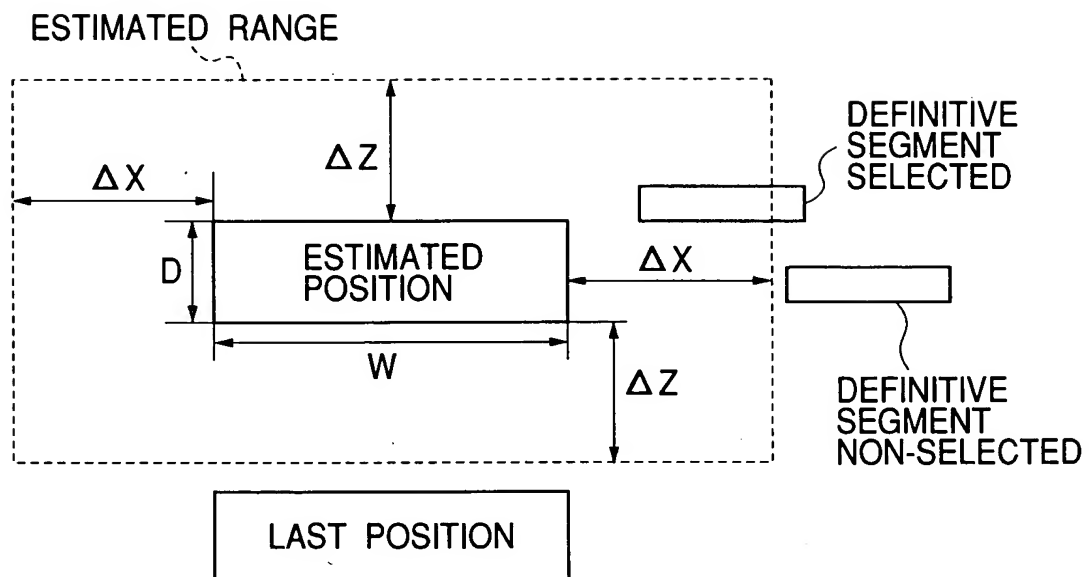 ESTIMATED RANGE
ΔZ
ΔX
DEFINITIVE
SEGMENT
SELECTED
D
ESTIMATED
POSITION
ΔX
W
ΔZ
DEFINITIVE
SEGMENT
NON-SELECTED
LAST POSITION